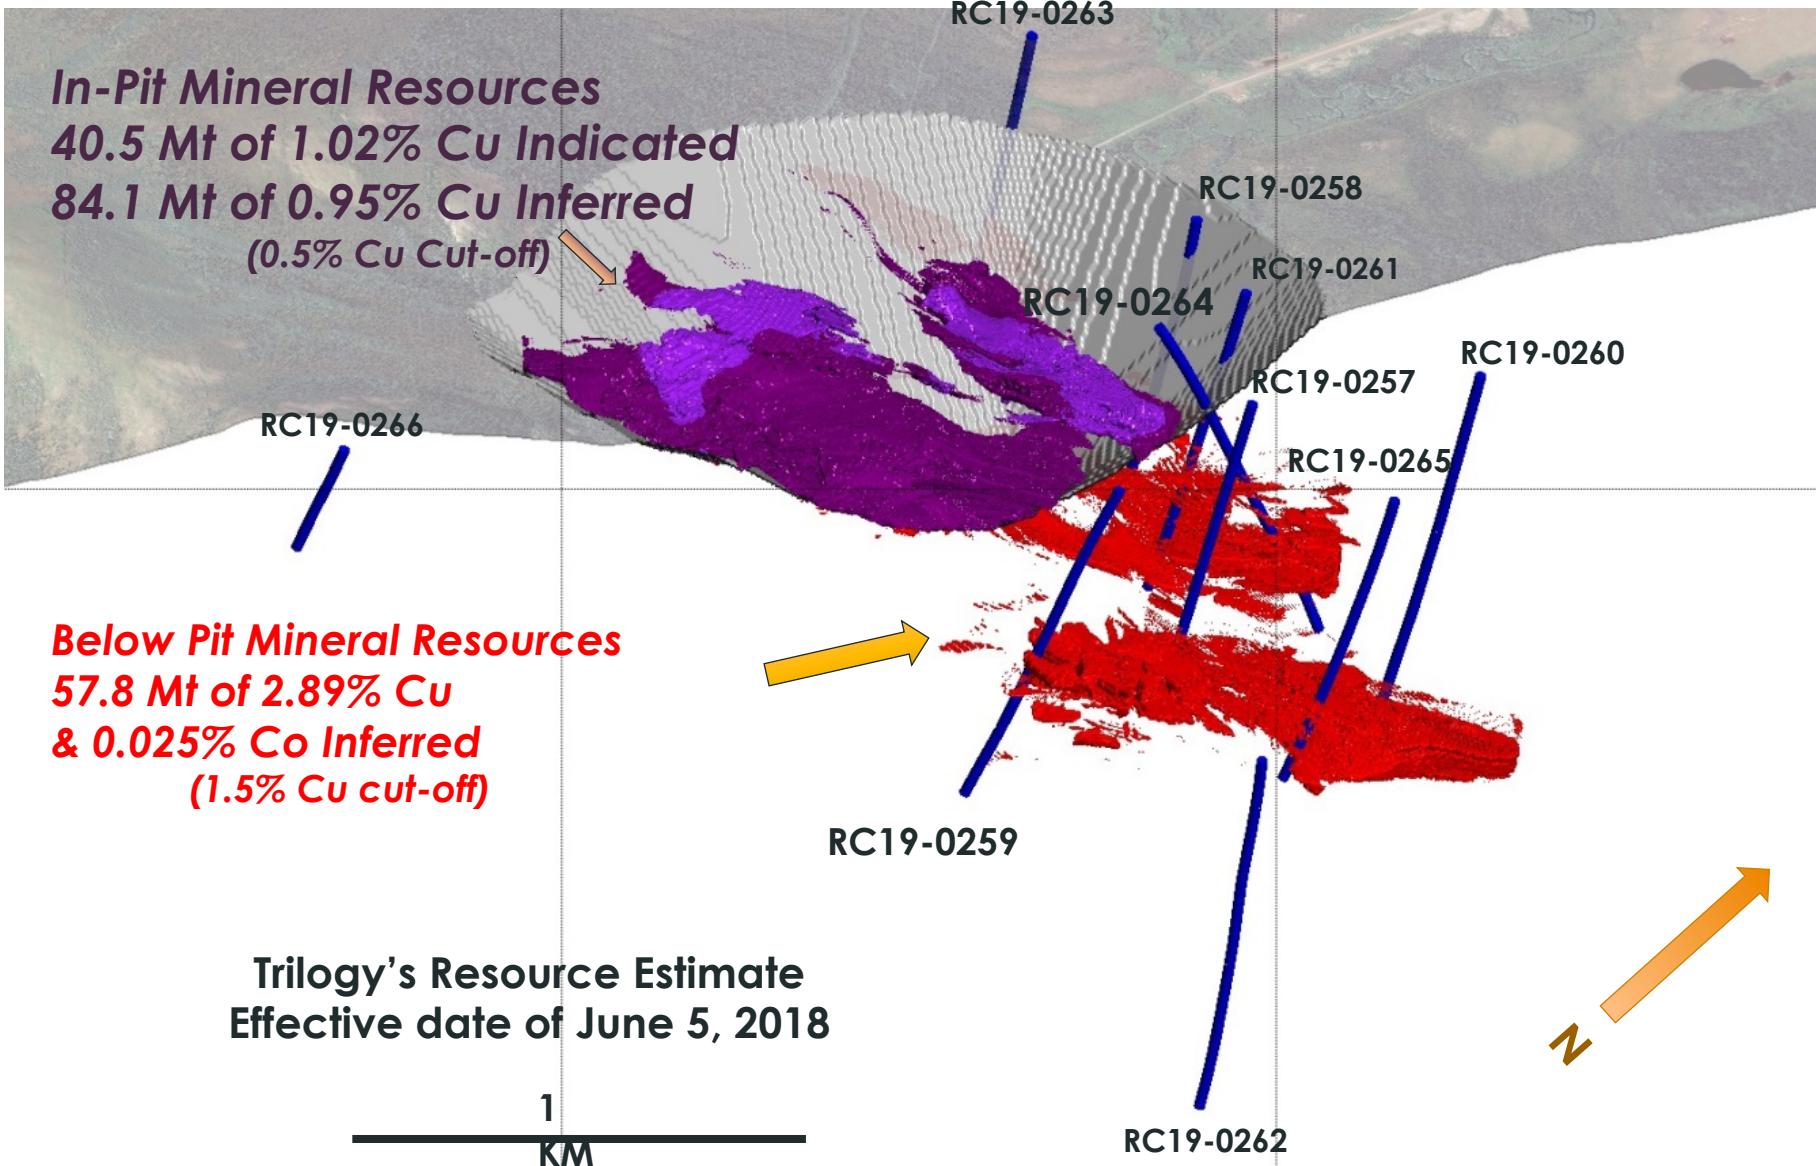 RC19-0263
In-Pit Mineral Resources
40.5 Mt of 1.02% Cu Indicated
84.1 Mt of 0.95% Cu Inferred
(0.5% Cu Cut-off)
RC19-0258
RC19-0261
RC19-0264
RC19-0260
RC19-0257
RC19-0266
RC19-0265
Below Pit Mineral Resources
57.8 Mt of 2.89% Cu
& 0.025% Co Inferred
(1.5% Cu cut-off)
RC19-0259
Trilogy’s Resource Estimate
Effective date of June 5, 2018
N
1
KM
RC19-0262